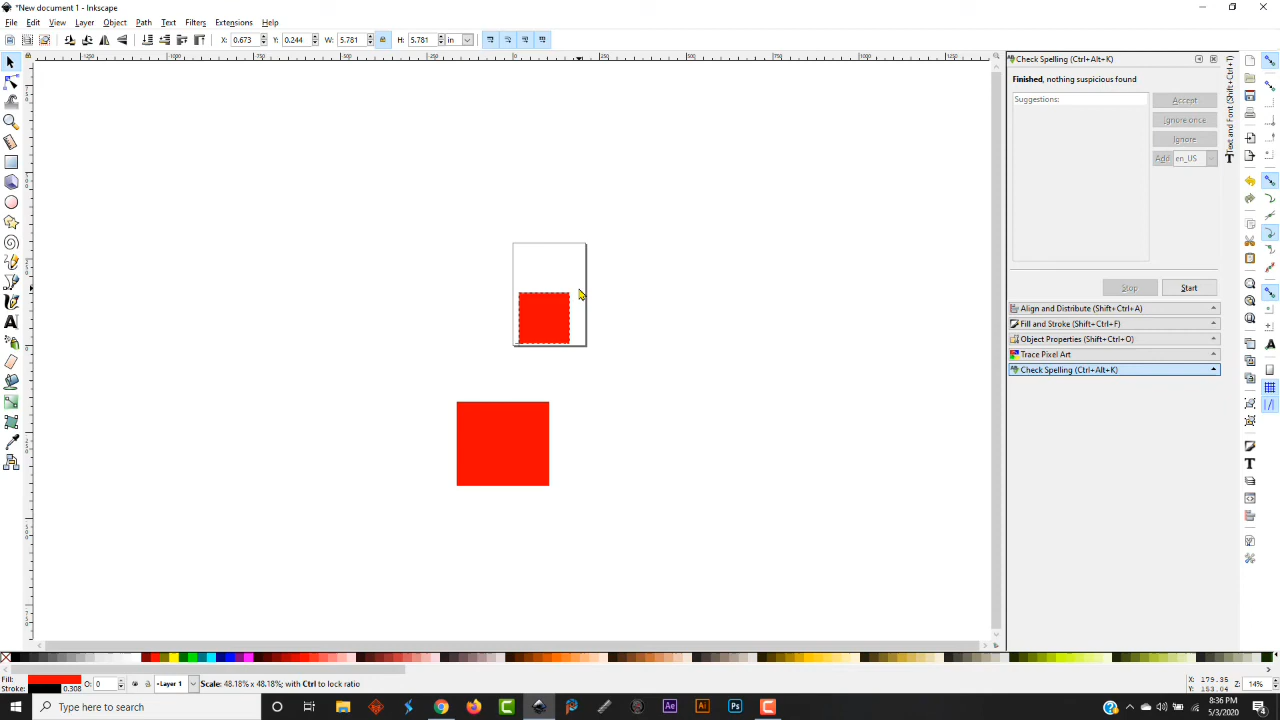 *New document 1 - Inkscape
File Edit View Layer Object Path Text Filters Extensions Help
X: 0.673 Y: 0.244 W: 5.781 H: 5.781 in
Check Spelling (Ctrl+Alt+K)
Finished, nothing suspicious found
Suggestions:
Accept
Ignore once
Ignore
Add en_US
Stop Start
Text and Font (Shift+Ctrl+T)
Align and Distribute (Shift+Ctrl+A)
Fill and Stroke (Shift+Ctrl+F)
Object Properties (Shift+Ctrl+O)
Trace Pixel Art
Check Spelling (Ctrl+Alt+K)
Fill:
Stroke: 0.308
O: 0
Layer 1
Scale: 48.18% x 48.18%; with Ctrl to lock ratio
X: 179.35
Y: 153.04
Z: 14%
Type here to search
8:36 PM
5/3/2020